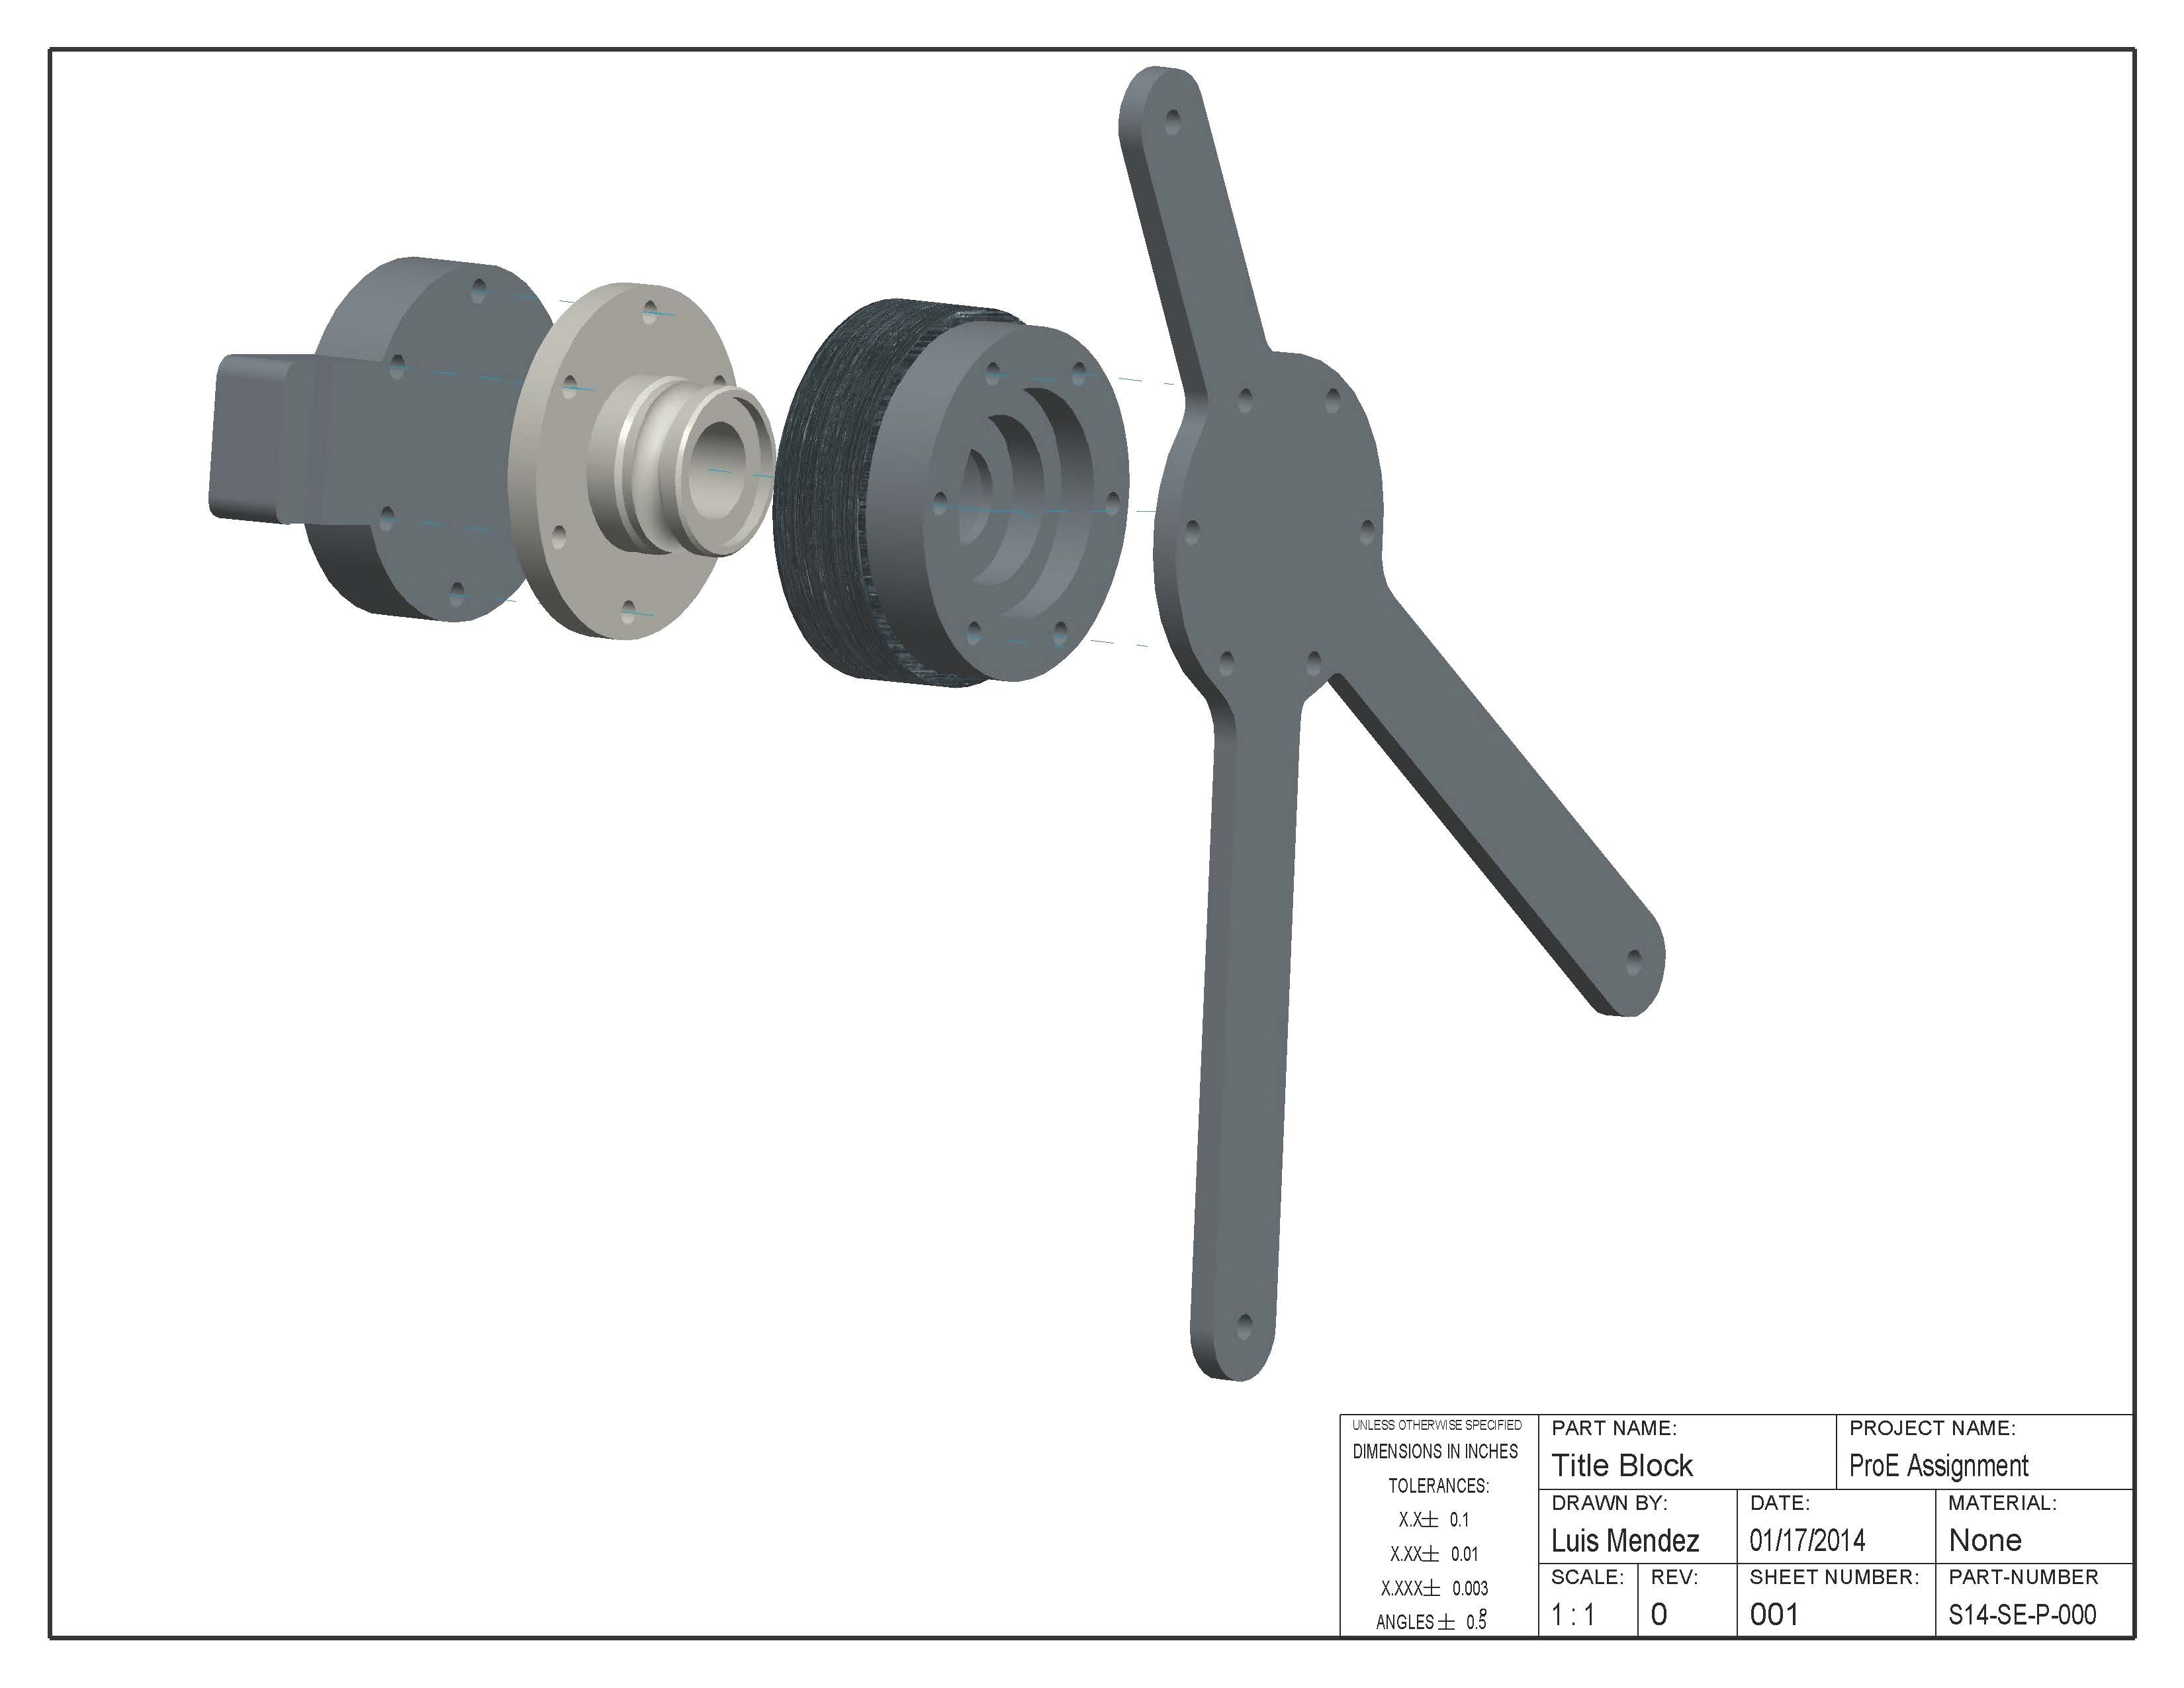 UNLESS OTHERWISE SPECIFIED
DIMENSIONS IN INCHES
TOLERANCES:
X.X± 0.1
X.XX± 0.01
X.XXX± 0.003
ANGLES± 0.5°
PART NAME:
Title Block
PROJECT NAME:
ProE Assignment
DRAWN BY:
Luis Mendez
DATE:
01/17/2014
MATERIAL:
None
SCALE:
1 : 1
REV:
0
SHEET NUMBER:
001
PART-NUMBER
S14-SE-P-000